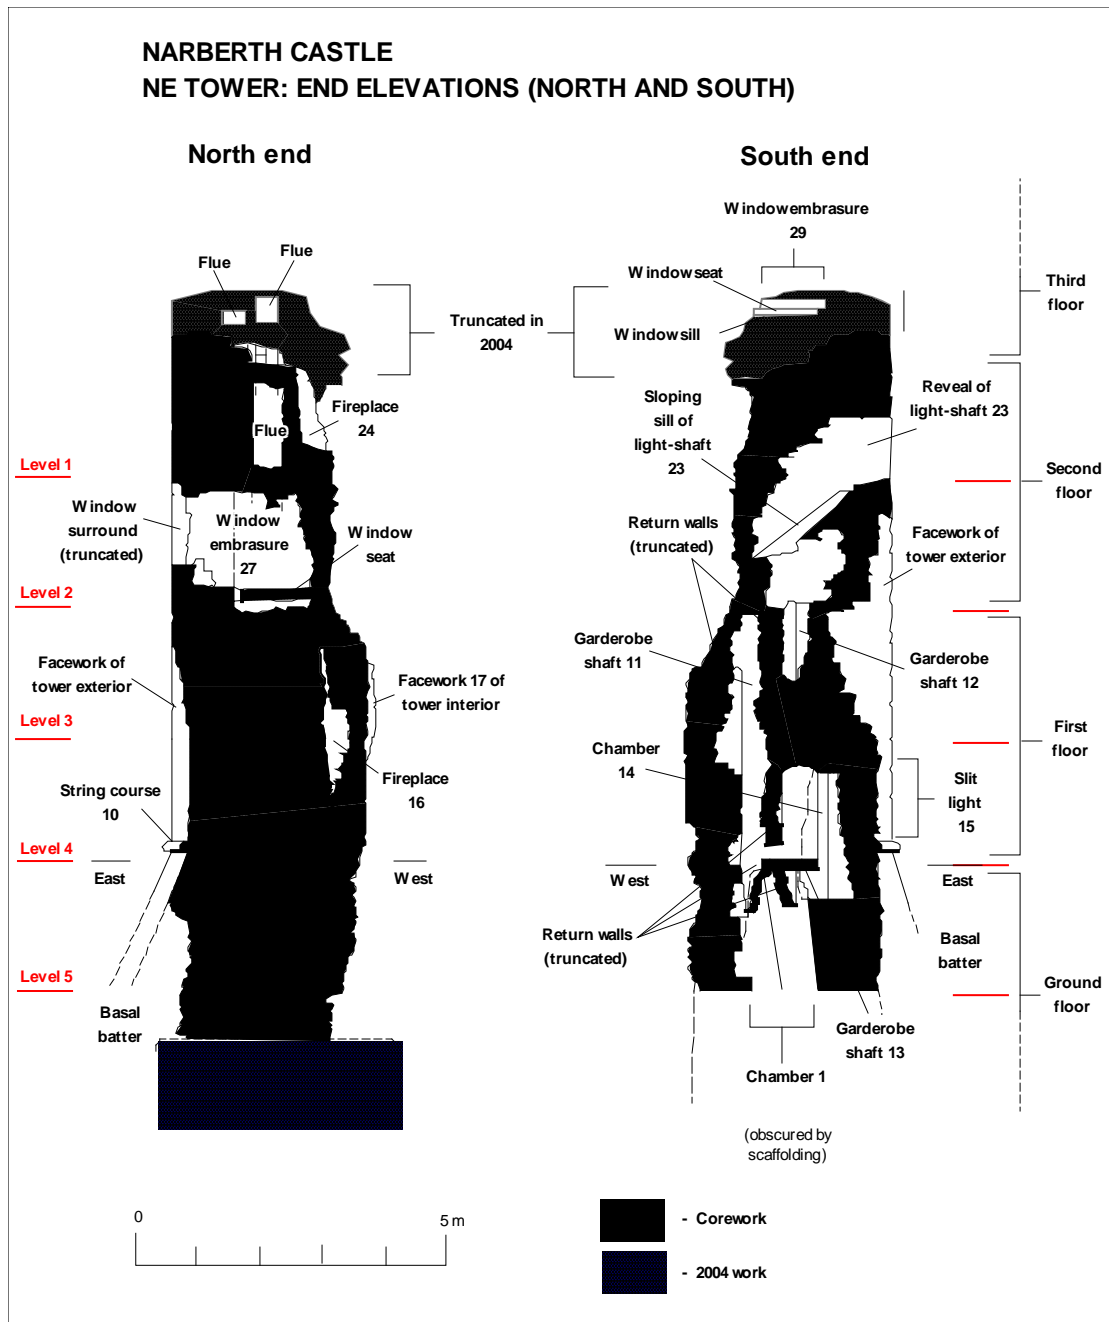 NARBERTH CASTLE
NE TOWER: END ELEVATIONS (NORTH AND SOUTH)
North end
South end
Window embrasure
29
Flue
Flue
Window seat
Window sill
Truncated in
2004
Third
floor
Fireplace
24
Flue
Sloping
sill of
light-shaft
23
Reveal of
light-shaft 23
Level 1
Window
surround
(truncated)
Window
embrasure
27
Window
seat
Return walls
(truncated)
Second
floor
Facework of
tower exterior
Level 2
Facework of
tower exterior
Facework 17 of
tower interior
Garderobe
shaft 11
Garderobe
shaft 12
Level 3
Fireplace
16
Chamber
14
First
floor
String course
10
Slit
light
15
Level 4
East
West
West
East
Return walls
(truncated)
Basal
batter
Level 5
Basal
batter
Ground
floor
Garderobe
shaft 13
Chamber 1
(obscured by
scaffolding)
0
5 m
- Corework
- 2004 work